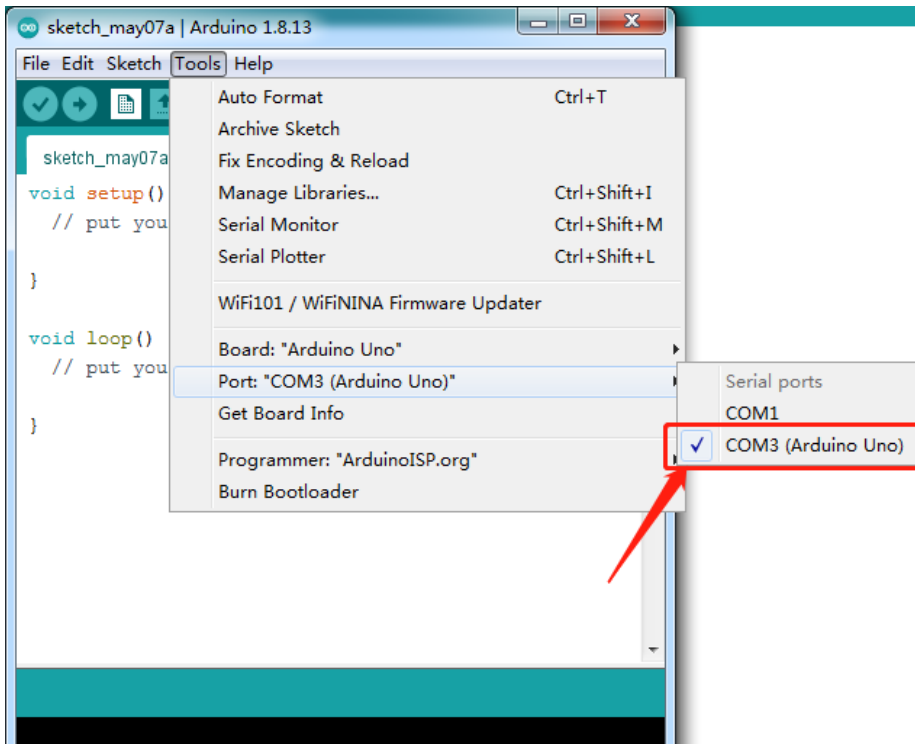 sketch_may07a | Arduino 1.8.13
File Edit Sketch Tools Help
Auto Format Ctrl+T
Archive Sketch
sketch_may07a
Fix Encoding & Reload
void setup()
Manage Libraries... Ctrl+Shift+I
// put you
Serial Monitor Ctrl+Shift+M
Serial Plotter Ctrl+Shift+L
}
WiFi101 / WiFiNINA Firmware Updater
void loop()
Board: "Arduino Uno"
// put you
Port: "COM3 (Arduino Uno)"
Serial ports
Get Board Info
COM1
}
COM3 (Arduino Uno)
Programmer: "ArduinoISP.org"
Burn Bootloader